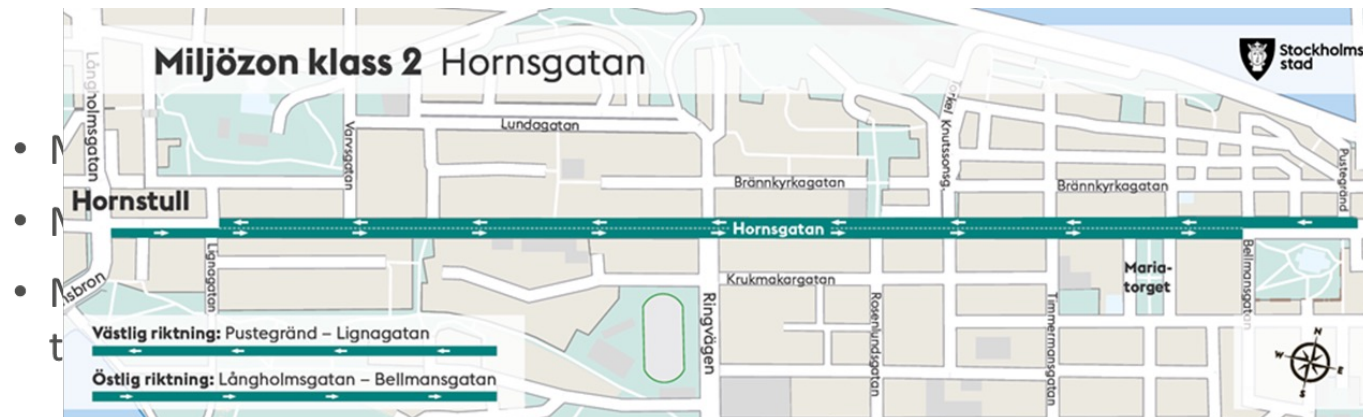 Miljözon klass 2 Hornsgatan
Stockholms
stad
Långholmsgatan
Varvsgatan
Lundagatan
Torkel Knutssonsg.
Pustegränd
Brännkyrkagatan
Brännkyrkagatan
Hornstull
Hornsgatan
Lignagatan
Bellmansgatan
Maria-
torget
Krukmakargatan
Ringvägen
Rosenlundsgatan
Timmermansgatan
Västlig riktning: Pustegränd – Lignagatan
Östlig riktning: Långholmsgatan – Bellmansgatan
N
W
E
S